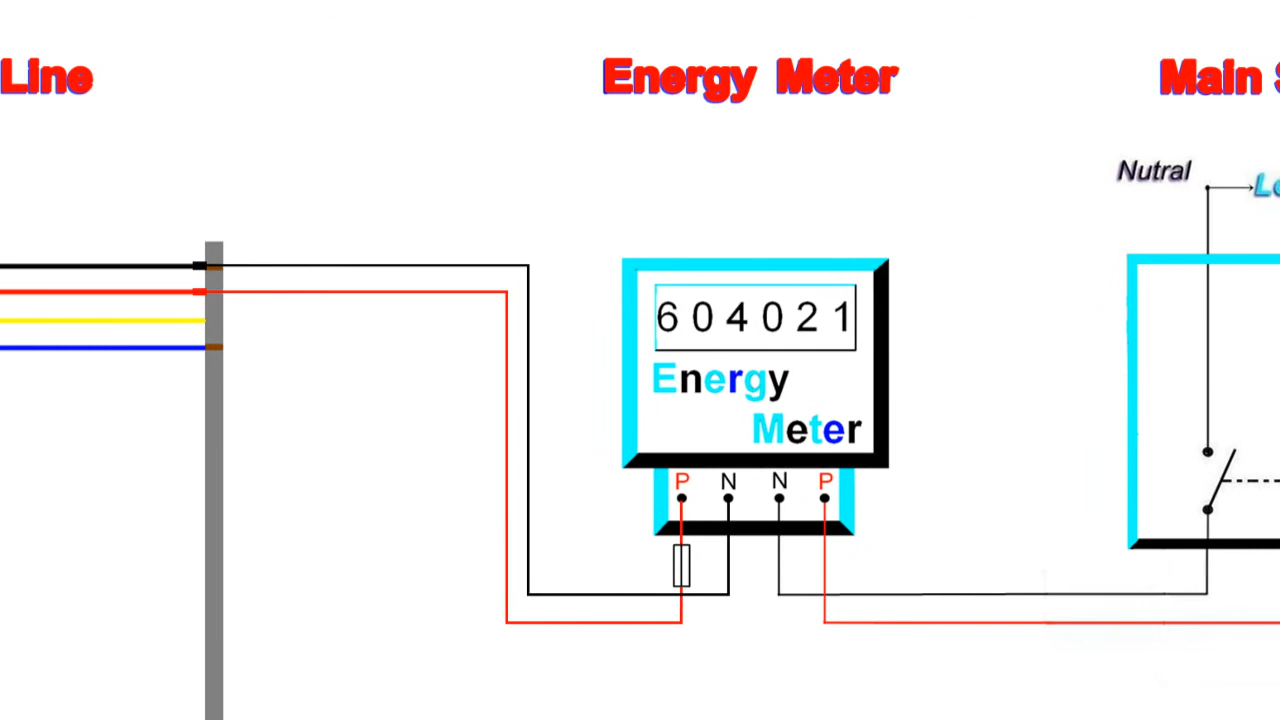 Line
Energy Meter
Main
Nutral
604021
Energy
Meter
P N N P